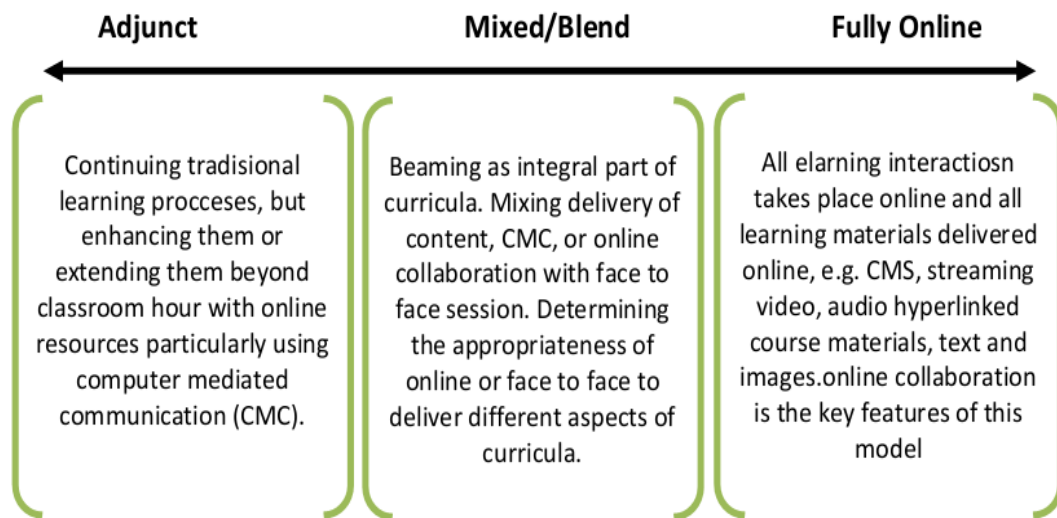 Adjunct
Mixed/Blend
Fully Online
Continuing tradisional
learning procceses, but
enhancing them or
extending them beyond
classroom hour with online
resources particularly using
computer mediated
communication (CMC).
Beaming as integral part of
curricula. Mixing delivery of
content, CMC, or online
collaboration with face to
face session. Determining
the appropriateness of
online or face to face to
deliver different aspects of
curricula.
All elarning interactiosn
takes place online and all
learning materials delivered
online, e.g. CMS, streaming
video, audio hyperlinked
course materials, text and
images.online collaboration
is the key features of this
model